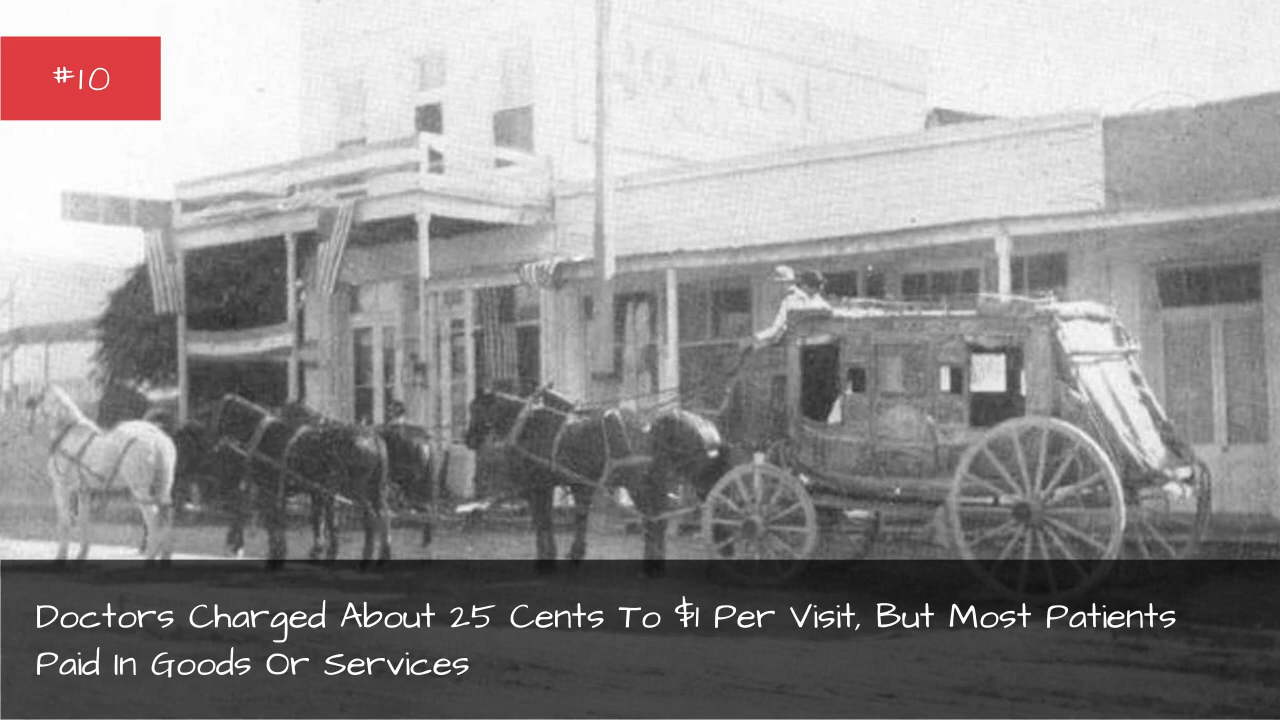 #10
Doctors Charged About 25 Cents To $1 Per Visit, But Most Patients
Paid In Goods Or Services